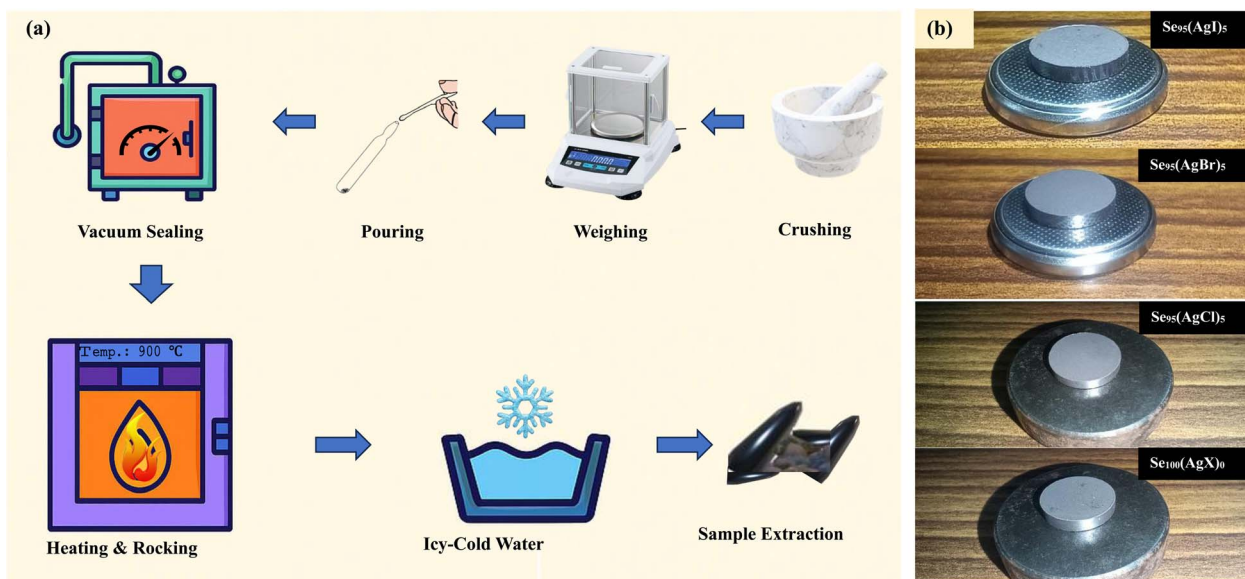 (a)
Vacuum Sealing
Pouring
Weighing
Crushing
Temp.: 900 °C
Heating & Rocking
Icy-Cold Water
Sample Extraction
(b)
Se₉₅(AgI)₅
Se₉₅(AgBr)₅
Se₉₅(AgCl)₅
Se₁₀₀(AgX)₀